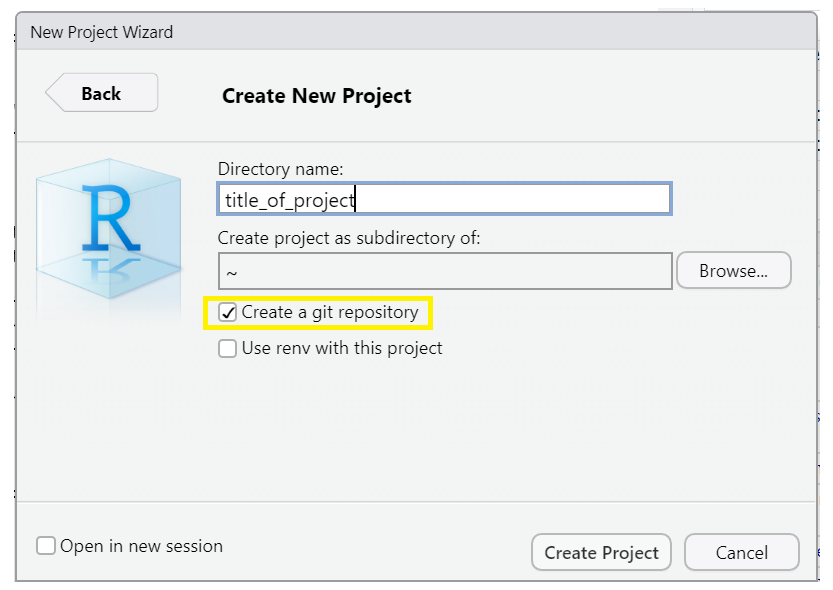 New Project Wizard
Back
Create New Project
R
Directory name:
title_of_project
Create project as subdirectory of:
~
Browse...
Create a git repository
Use renv with this project
Open in new session
Create Project
Cancel